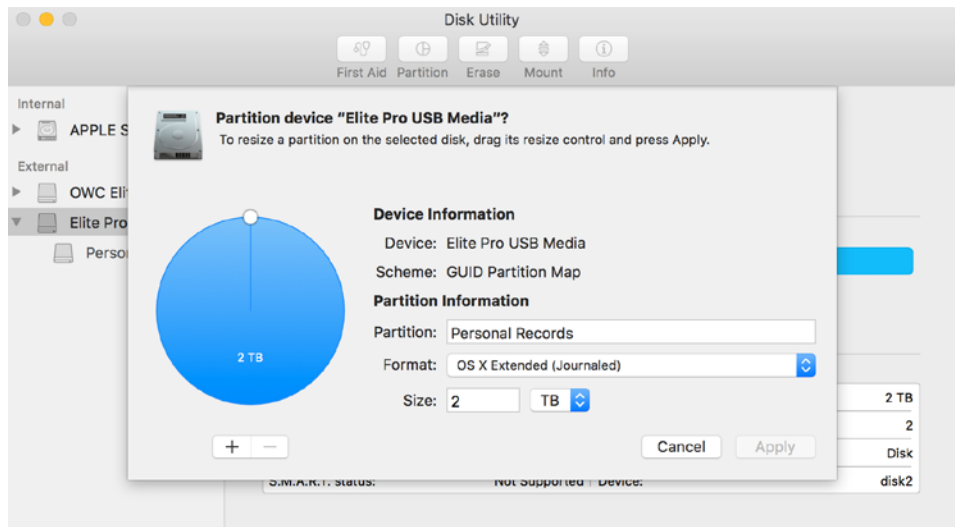 Disk Utility
First Aid Partition Erase Mount Info
Internal
APPLE S
External
OWC Eli
Elite Pro
Perso
Partition device "Elite Pro USB Media"?
To resize a partition on the selected disk, drag its resize control and press Apply.
2 TB
Device Information
Device: Elite Pro USB Media
Scheme: GUID Partition Map
Partition Information
Partition: Personal Records
Format: OS X Extended (Journaled)
Size: 2 TB
+ −
Cancel Apply
2 TB
2
Disk
S.M.A.R.T. status: Not Supported Device: disk2